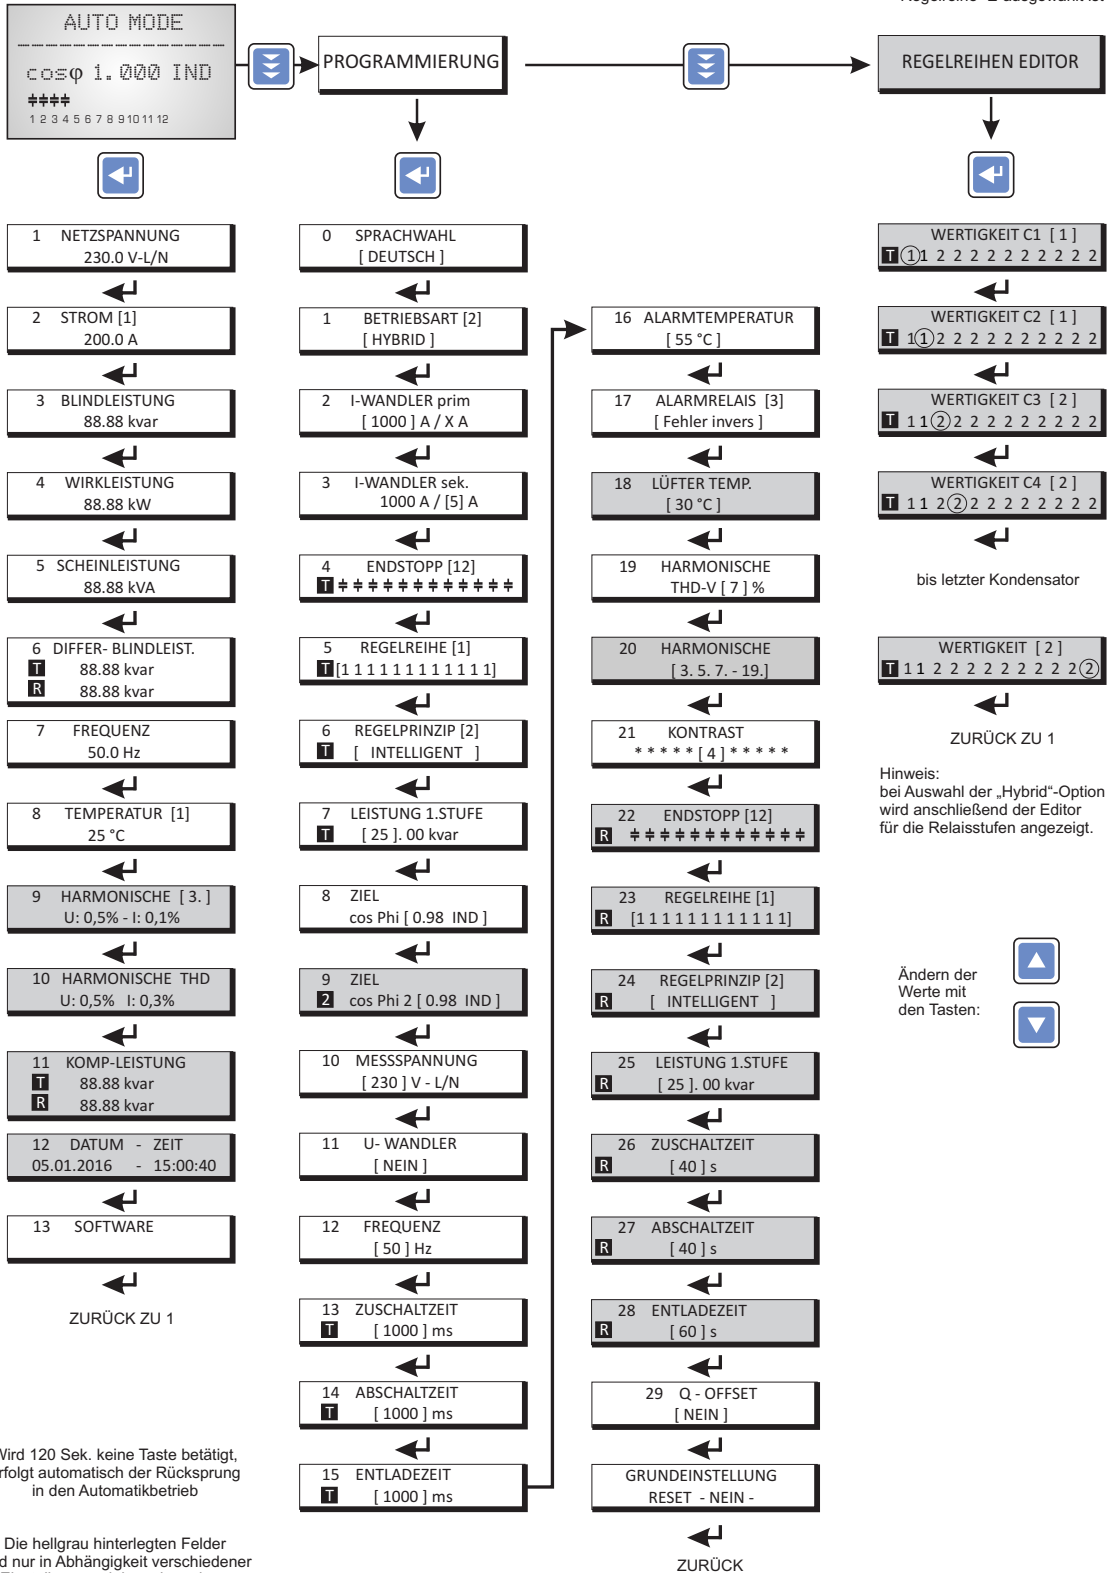 Regelreihe "E"ausgewählt ist
AUTO MODE
cosφ 1.000 IND
1 2 3 4 5 6 7 8 9 10 11 12
PROGRAMMIERUNG
REGELREIHEN EDITOR
1 NETZSPANNUNG
230.0 V-L/N
2 STROM [1]
200.0 A
3 BLINDLEISTUNG
88.88 kvar
4 WIRKLEISTUNG
88.88 kW
5 SCHEINLEISTUNG
88.88 kVA
6 DIFFER- BLINDLEIST.
T 88.88 kvar
R 88.88 kvar
7 FREQUENZ
50.0 Hz
8 TEMPERATUR [1]
25 °C
9 HARMONISCHE [ 3. ]
U: 0,5% - I: 0,1%
10 HARMONISCHE THD
U: 0,5% I: 0,3%
11 KOMP-LEISTUNG
T 88.88 kvar
R 88.88 kvar
12 DATUM - ZEIT
05.01.2016 - 15:00:40
13 SOFTWARE
ZURÜCK ZU 1
Wird 120 Sek. keine Taste betätigt,
erfolgt automatisch der Rücksprung
in den Automatikbetrieb
Die hellgrau hinterlegten Felder
nur in Abhängigkeit verschiedener
0 SPRACHWAHL
[ DEUTSCH ]
1 BETRIEBSART [2]
[ HYBRID ]
2 I-WANDLER prim
[ 1000 ] A / X A
3 I-WANDLER sek.
1000 A / [5] A
4 ENDSTOPP [12]
T
5 REGELREIHE [1]
T [1 1 1 1 1 1 1 1 1 1 1 1]
6 REGELPRINZIP [2]
T [ INTELLIGENT ]
7 LEISTUNG 1.STUFE
T [ 25 ]. 00 kvar
8 ZIEL
cos Phi [ 0.98 IND ]
9 ZIEL
2 cos Phi 2 [ 0.98 IND ]
10 MESSSPANNUNG
[ 230 ] V - L/N
11 U- WANDLER
[ NEIN ]
12 FREQUENZ
[ 50 ] Hz
13 ZUSCHALTZEIT
T [ 1000 ] ms
14 ABSCHALTZEIT
T [ 1000 ] ms
15 ENTLADEZEIT
T [ 1000 ] ms
16 ALARMTEMPERATUR
[ 55 °C ]
17 ALARMRELAIS [3]
[ Fehler invers ]
18 LÜFTER TEMP.
[ 30 °C ]
19 HARMONISCHE
THD-V [ 7 ] %
20 HARMONISCHE
[ 3. 5. 7. - 19.]
21 KONTRAST
* * * * * [ 4 ] * * * * *
22 ENDSTOPP [12]
R
23 REGELREIHE [1]
R [1 1 1 1 1 1 1 1 1 1 1 1]
24 REGELPRINZIP [2]
R [ INTELLIGENT ]
25 LEISTUNG 1.STUFE
R [ 25 ]. 00 kvar
26 ZUSCHALTZEIT
R [ 40 ] s
27 ABSCHALTZEIT
R [ 40 ] s
28 ENTLADEZEIT
R [ 60 ] s
29 Q - OFFSET
[ NEIN ]
GRUNDEINSTELLUNG
RESET - NEIN -
ZURÜCK
WERTIGKEIT C1 [ 1 ]
T 1 1 2 2 2 2 2 2 2 2 2 2
WERTIGKEIT C2 [ 1 ]
T 1 1 2 2 2 2 2 2 2 2 2 2
WERTIGKEIT C3 [ 2 ]
T 1 1 2 2 2 2 2 2 2 2 2 2
WERTIGKEIT C4 [ 2 ]
T 1 1 2 2 2 2 2 2 2 2 2 2
bis letzter Kondensator
WERTIGKEIT [ 2 ]
T 1 1 2 2 2 2 2 2 2 2 2 2
ZURÜCK ZU 1
Hinweis:
bei Auswahl der „Hybrid"-Option
wird anschließend der Editor
für die Relaisstufen angezeigt.
Ändern der
Werte mit
den Tasten: